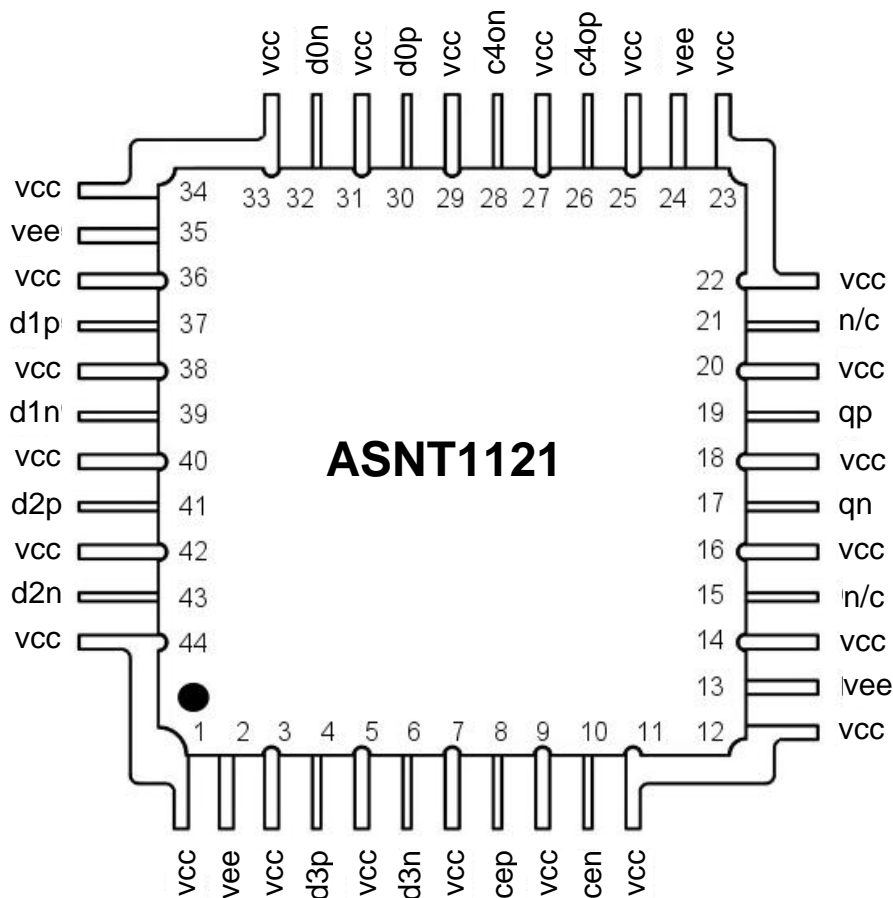 vcc d0n vcc d0p vcc c4on vcc c4op vcc vee vcc
33 32 31 30 29 28 27 26 25 24 23
vcc 34
vee 35
vcc 36
d1p 37
vcc 38
d1n 39
vcc 40
d2p 41
vcc 42
d2n 43
vcc 44
ASNT1121
22 vcc
21 n/c
20 vcc
19 qp
18 vcc
17 qn
16 vcc
15 n/c
14 vcc
13 vee
12 vcc
1 2 3 4 5 6 7 8 9 10 11
vcc vee vcc d3p vcc d3n vcc cep vcc cen vcc